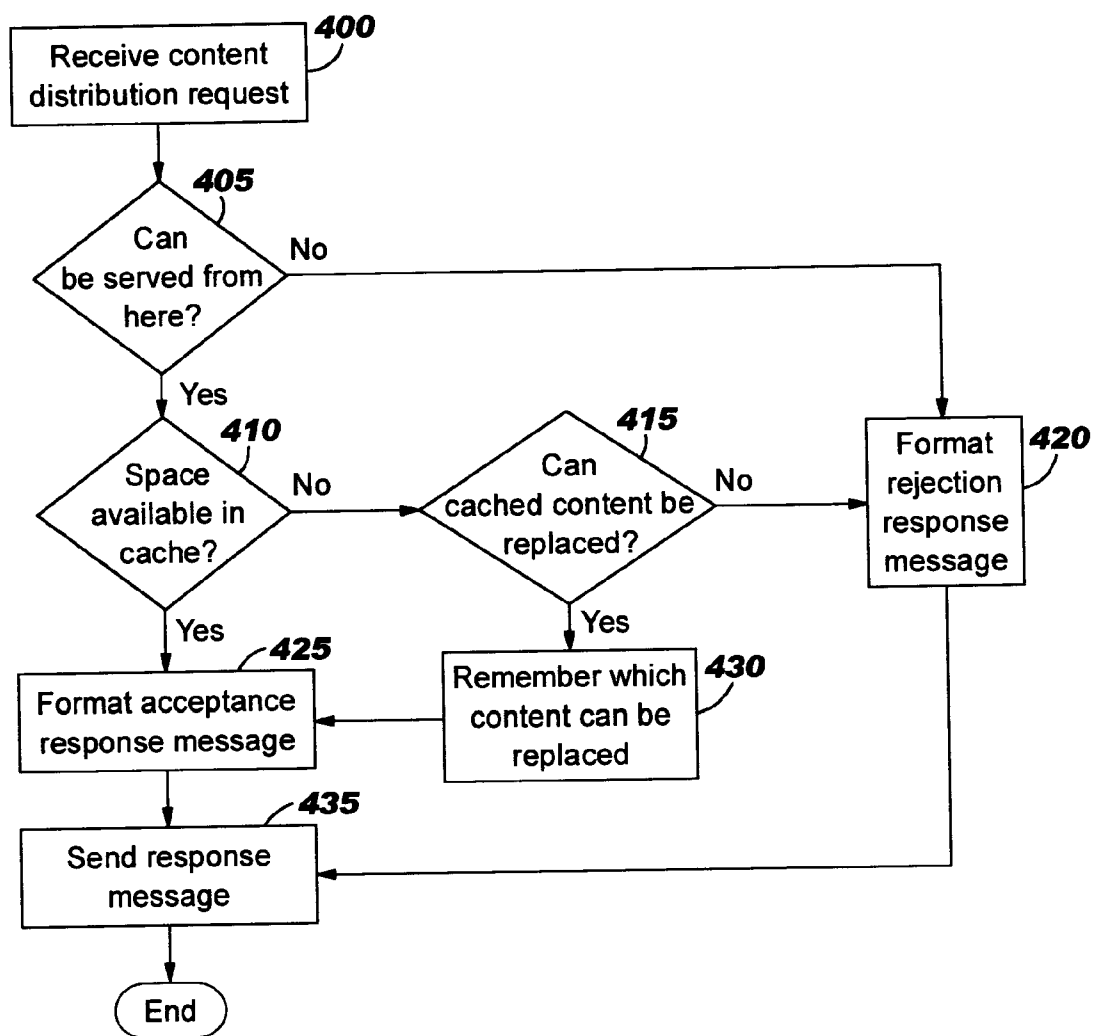 400
Receive content
distribution request
405
Can
be served from
here?
No
Yes
410
Space
available in
cache?
No
415
Can
cached content be
replaced?
No
420
Format
rejection
response
message
Yes
Yes
425
Format acceptance
response message
430
Remember which
content can be
replaced
435
Send response
message
End